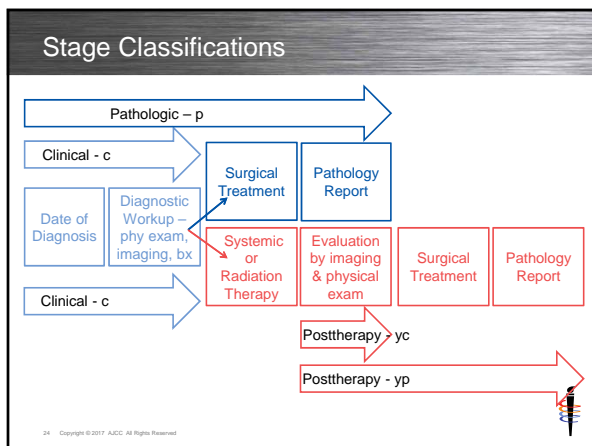 Stage Classifications
Pathologic – p
Clinical - c
Surgical
Treatment
Pathology
Report
Date of
Diagnosis
Diagnostic
Workup –
phy exam,
imaging, bx
Systemic
or
Radiation
Therapy
Evaluation
by imaging
& physical
exam
Surgical
Treatment
Pathology
Report
Clinical - c
Posttherapy - yc
Posttherapy - yp
24 Copyright © 2017 AJCC All Rights Reserved